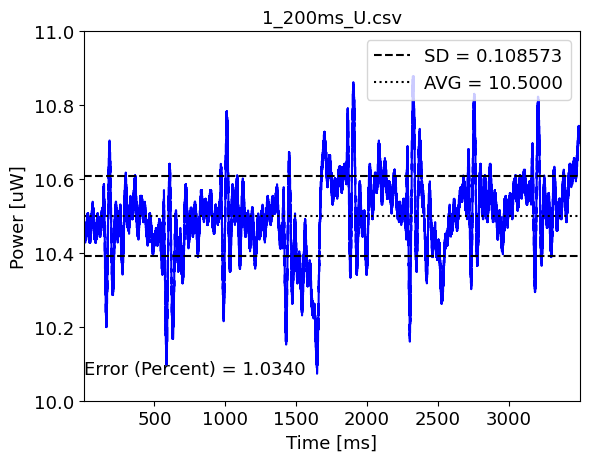 1_200ms_U.csv
11.0
10.8
10.6
10.4
10.2
10.0
Power [uW]
SD = 0.108573
AVG = 10.5000
Error (Percent) = 1.0340
500 1000 1500 2000 2500 3000
Time [ms]